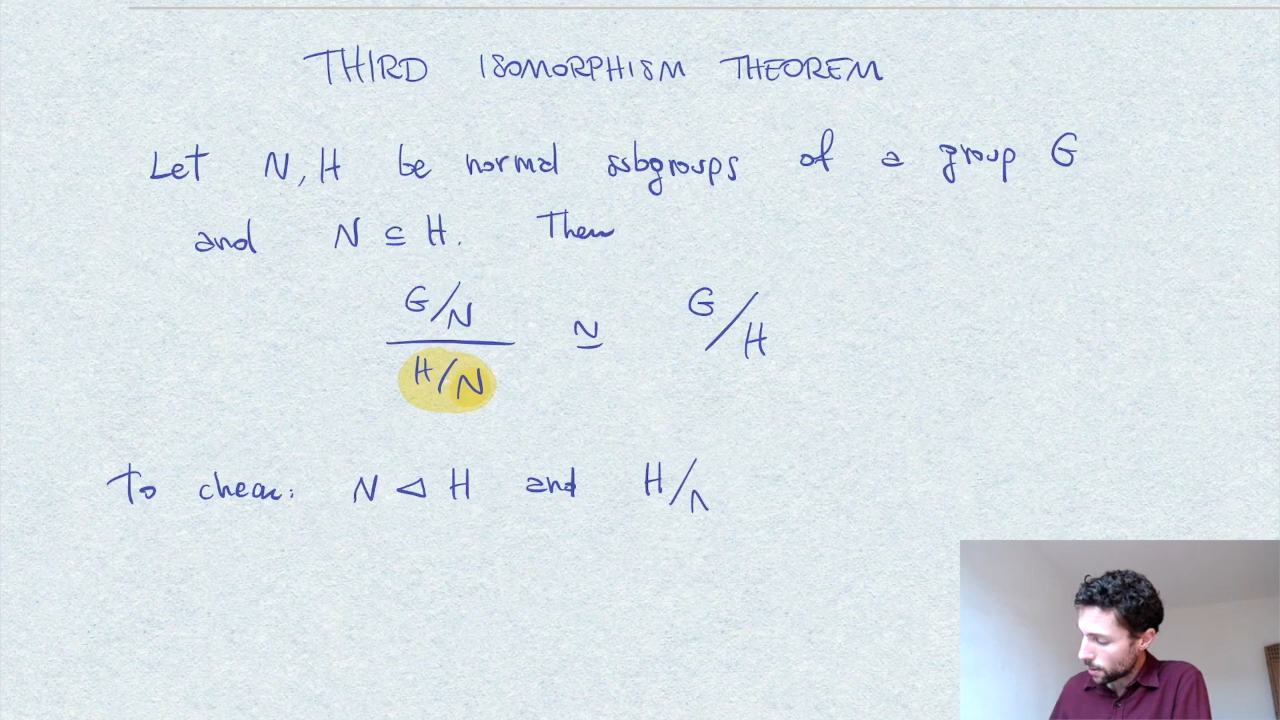 THIRD ISOMORPHISM THEOREM
Let N, H be normal subgroups of a group G
and N ⊆ H. Then
G/N ≅ G/H
H/N
To check: N ⊲ H and H/